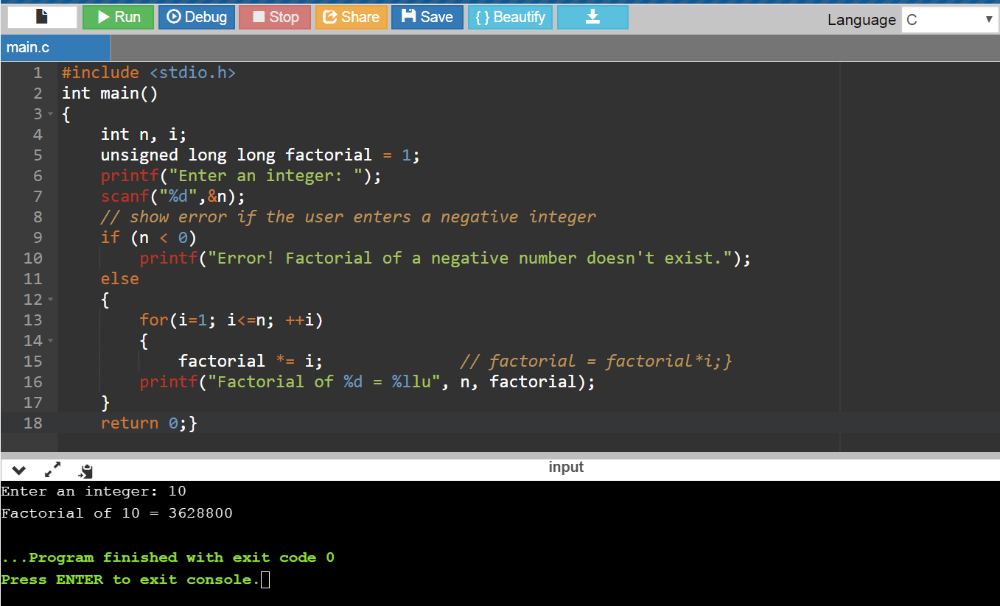 Run Debug Stop Share Save { } Beautify Language C
main.c
1 #include <stdio.h>
2 int main()
3 {
4     int n, i;
5     unsigned long long factorial = 1;
6     printf("Enter an integer: ");
7     scanf("%d",&n);
8     // show error if the user enters a negative integer
9     if (n < 0)
10         printf("Error! Factorial of a negative number doesn't exist.");
11     else
12     {
13         for(i=1; i<=n; ++i)
14         {
15             factorial *= i;              // factorial = factorial*i;}
16         printf("Factorial of %d = %llu", n, factorial);
17     }
18     return 0;}
input
Enter an integer: 10
Factorial of 10 = 3628800
...Program finished with exit code 0
Press ENTER to exit console.